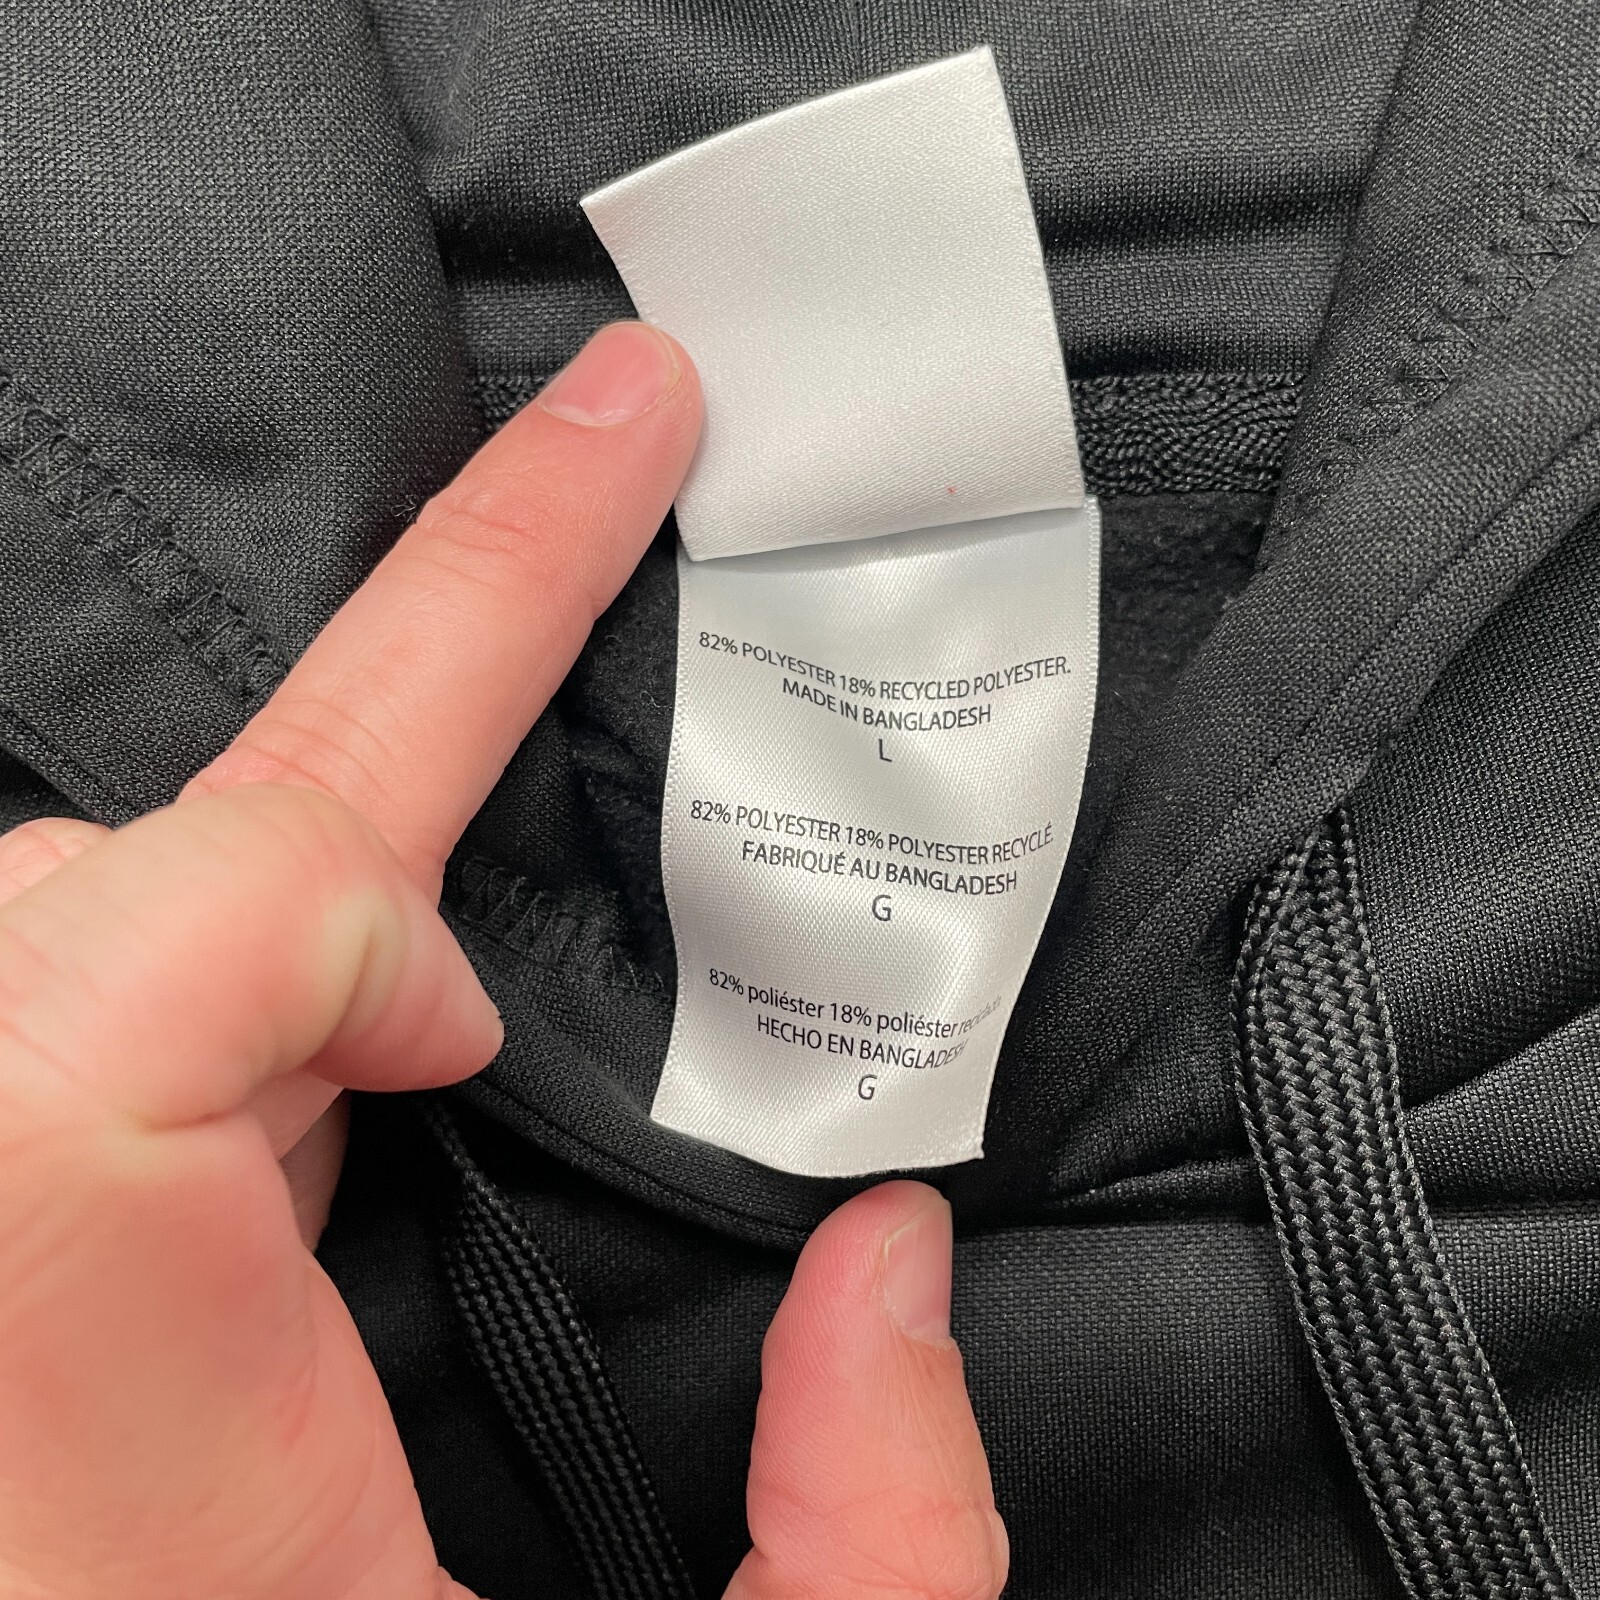 82% POLYESTER 18% RECYCLED POLYESTER.
MADE IN BANGLADESH
L
82% POLYESTER 18% POLYESTER RECYCLÉ.
FABRIQUÉ AU BANGLADESH
G
82% poliéster 18% poliéster
HECHO EN BANGLADESH
G